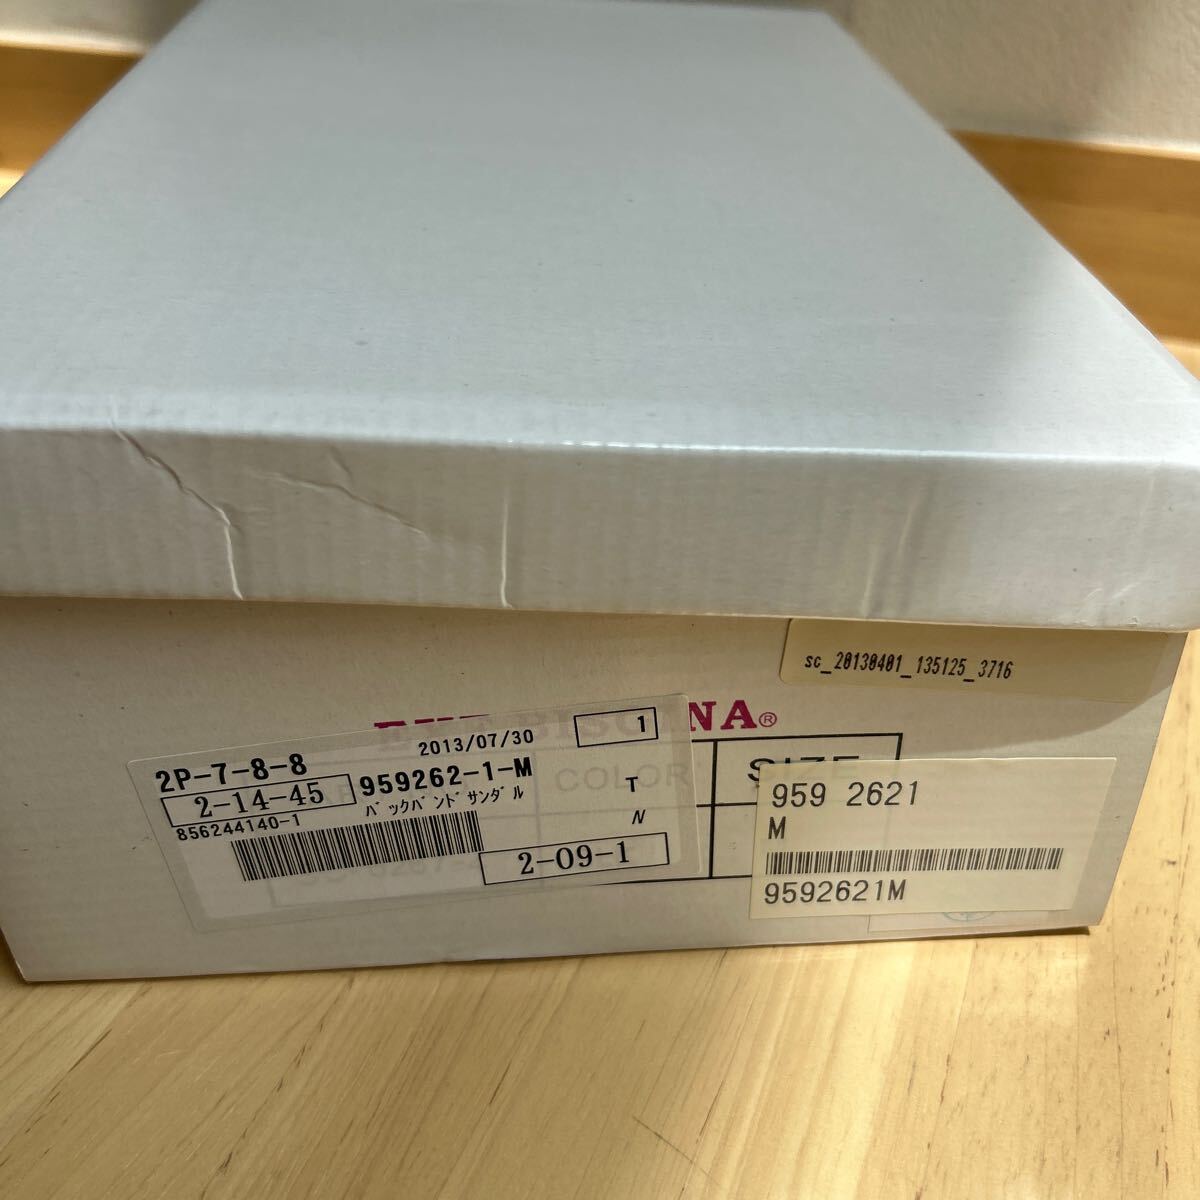 sc_20130401_135125_3716
NA®
2013/07/30
1
2P-7-8-8
959262-1-M
2-14-45
バックバンドサンダル
856244140-1
T
N
2-09-1
COLOR
SIZE
959 2621
M
9592621M